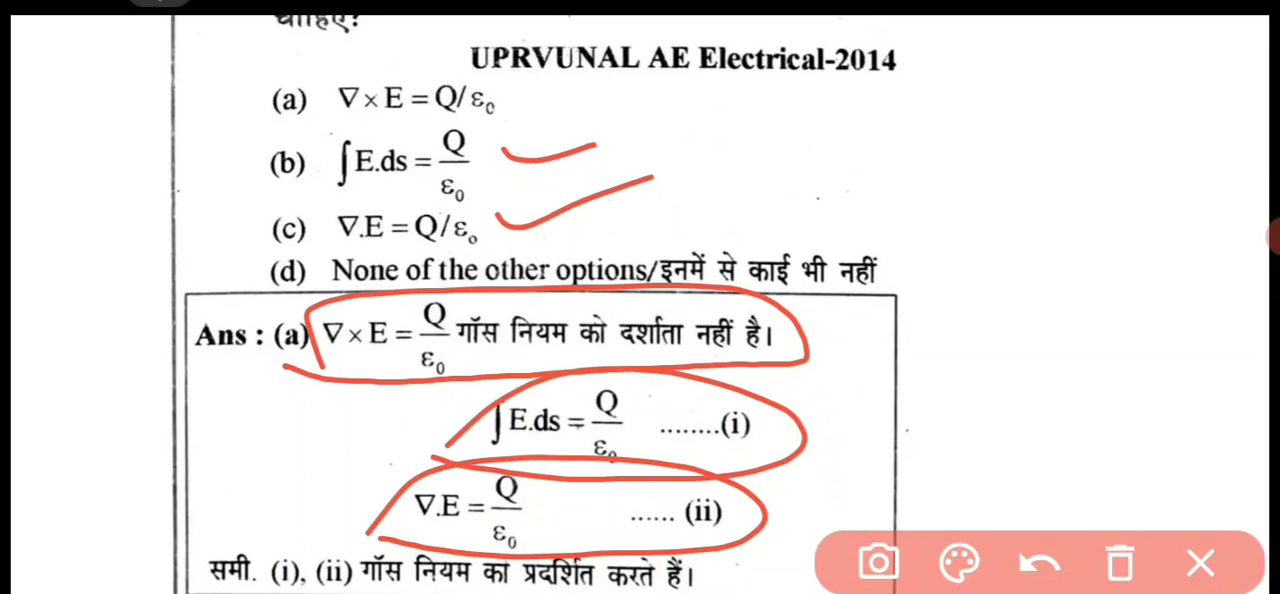 चाहिए?
UPRVUNAL AE Electrical-2014
(a) ∇×E = Q/ε₀
(b) ∫E.ds = Q/ε₀
(c) ∇.E = Q/ε₀
(d) None of the other options/इनमें से काई भी नहीं
Ans : (a) ∇×E = Q/ε₀ गॉस नियम को दर्शाता नहीं है।
∫E.ds = Q/ε₀ ........(i)
∇.E = Q/ε₀ ...... (ii)
समी. (i), (ii) गॉस नियम का प्रदर्शित करते हैं।